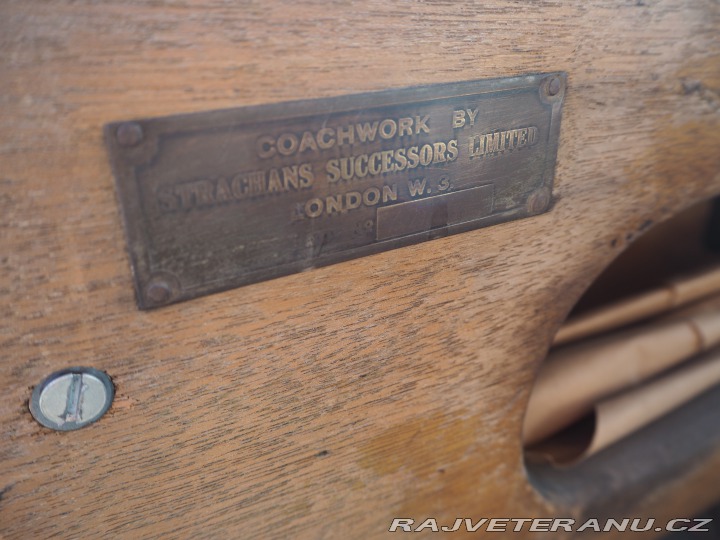 COACHWORK BY
STRACHANS SUCCESSORS LIMITED
LONDON W. 3.
RAJVETERANU.CZ